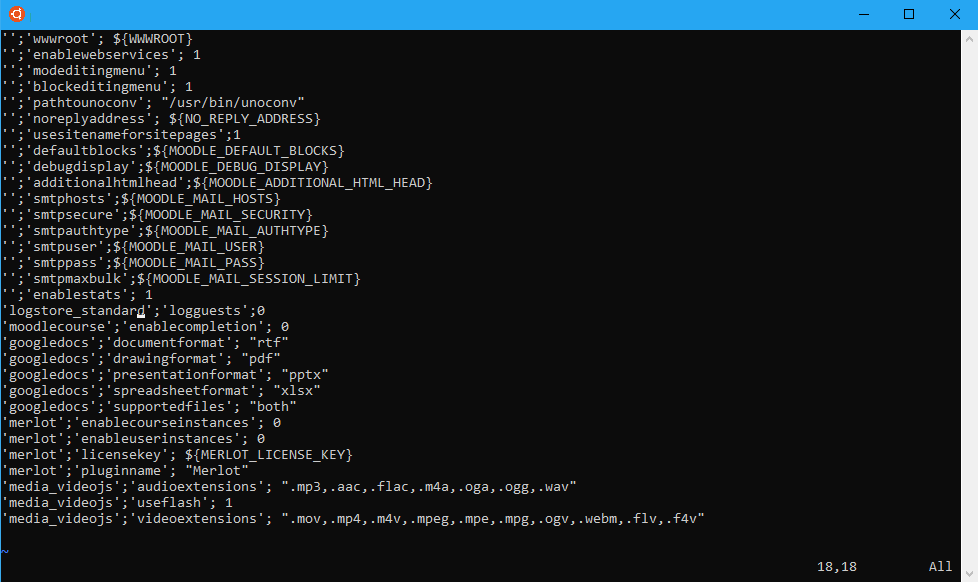 '';'wwwroot'; ${WWWROOT}
'';'enablewebservices'; 1
'';'modeditingmenu'; 1
'';'blockeditingmenu'; 1
'';'pathtounoconv'; "/usr/bin/unoconv"
'';'noreplyaddress'; ${NO_REPLY_ADDRESS}
'';'usesitenameforsitepages';1
'';'defaultblocks';${MOODLE_DEFAULT_BLOCKS}
'';'debugdisplay';${MOODLE_DEBUG_DISPLAY}
'';'additionalhtmlhead';${MOODLE_ADDITIONAL_HTML_HEAD}
'';'smtphosts';${MOODLE_MAIL_HOSTS}
'';'smtpsecure';${MOODLE_MAIL_SECURITY}
'';'smtpauthtype';${MOODLE_MAIL_AUTHTYPE}
'';'smtpuser';${MOODLE_MAIL_USER}
'';'smtppass';${MOODLE_MAIL_PASS}
'';'smtpmaxbulk';${MOODLE_MAIL_SESSION_LIMIT}
'';'enablestats'; 1
'logstore_standard';'logguests';0
'moodlecourse';'enablecompletion'; 0
'googledocs';'documentformat'; "rtf"
'googledocs';'drawingformat'; "pdf"
'googledocs';'presentationformat'; "pptx"
'googledocs';'spreadsheetformat'; "xlsx"
'googledocs';'supportedfiles'; "both"
'merlot';'enablecourseinstances'; 0
'merlot';'enableuserinstances'; 0
'merlot';'licensekey'; ${MERLOT_LICENSE_KEY}
'merlot';'pluginname'; "Merlot"
'media_videojs';'audioextensions'; ".mp3,.aac,.flac,.m4a,.oga,.ogg,.wav"
'media_videojs';'useflash'; 1
'media_videojs';'videoextensions'; ".mov,.mp4,.m4v,.mpeg,.mpe,.mpg,.ogv,.webm,.flv,.f4v"
~
18,18 All